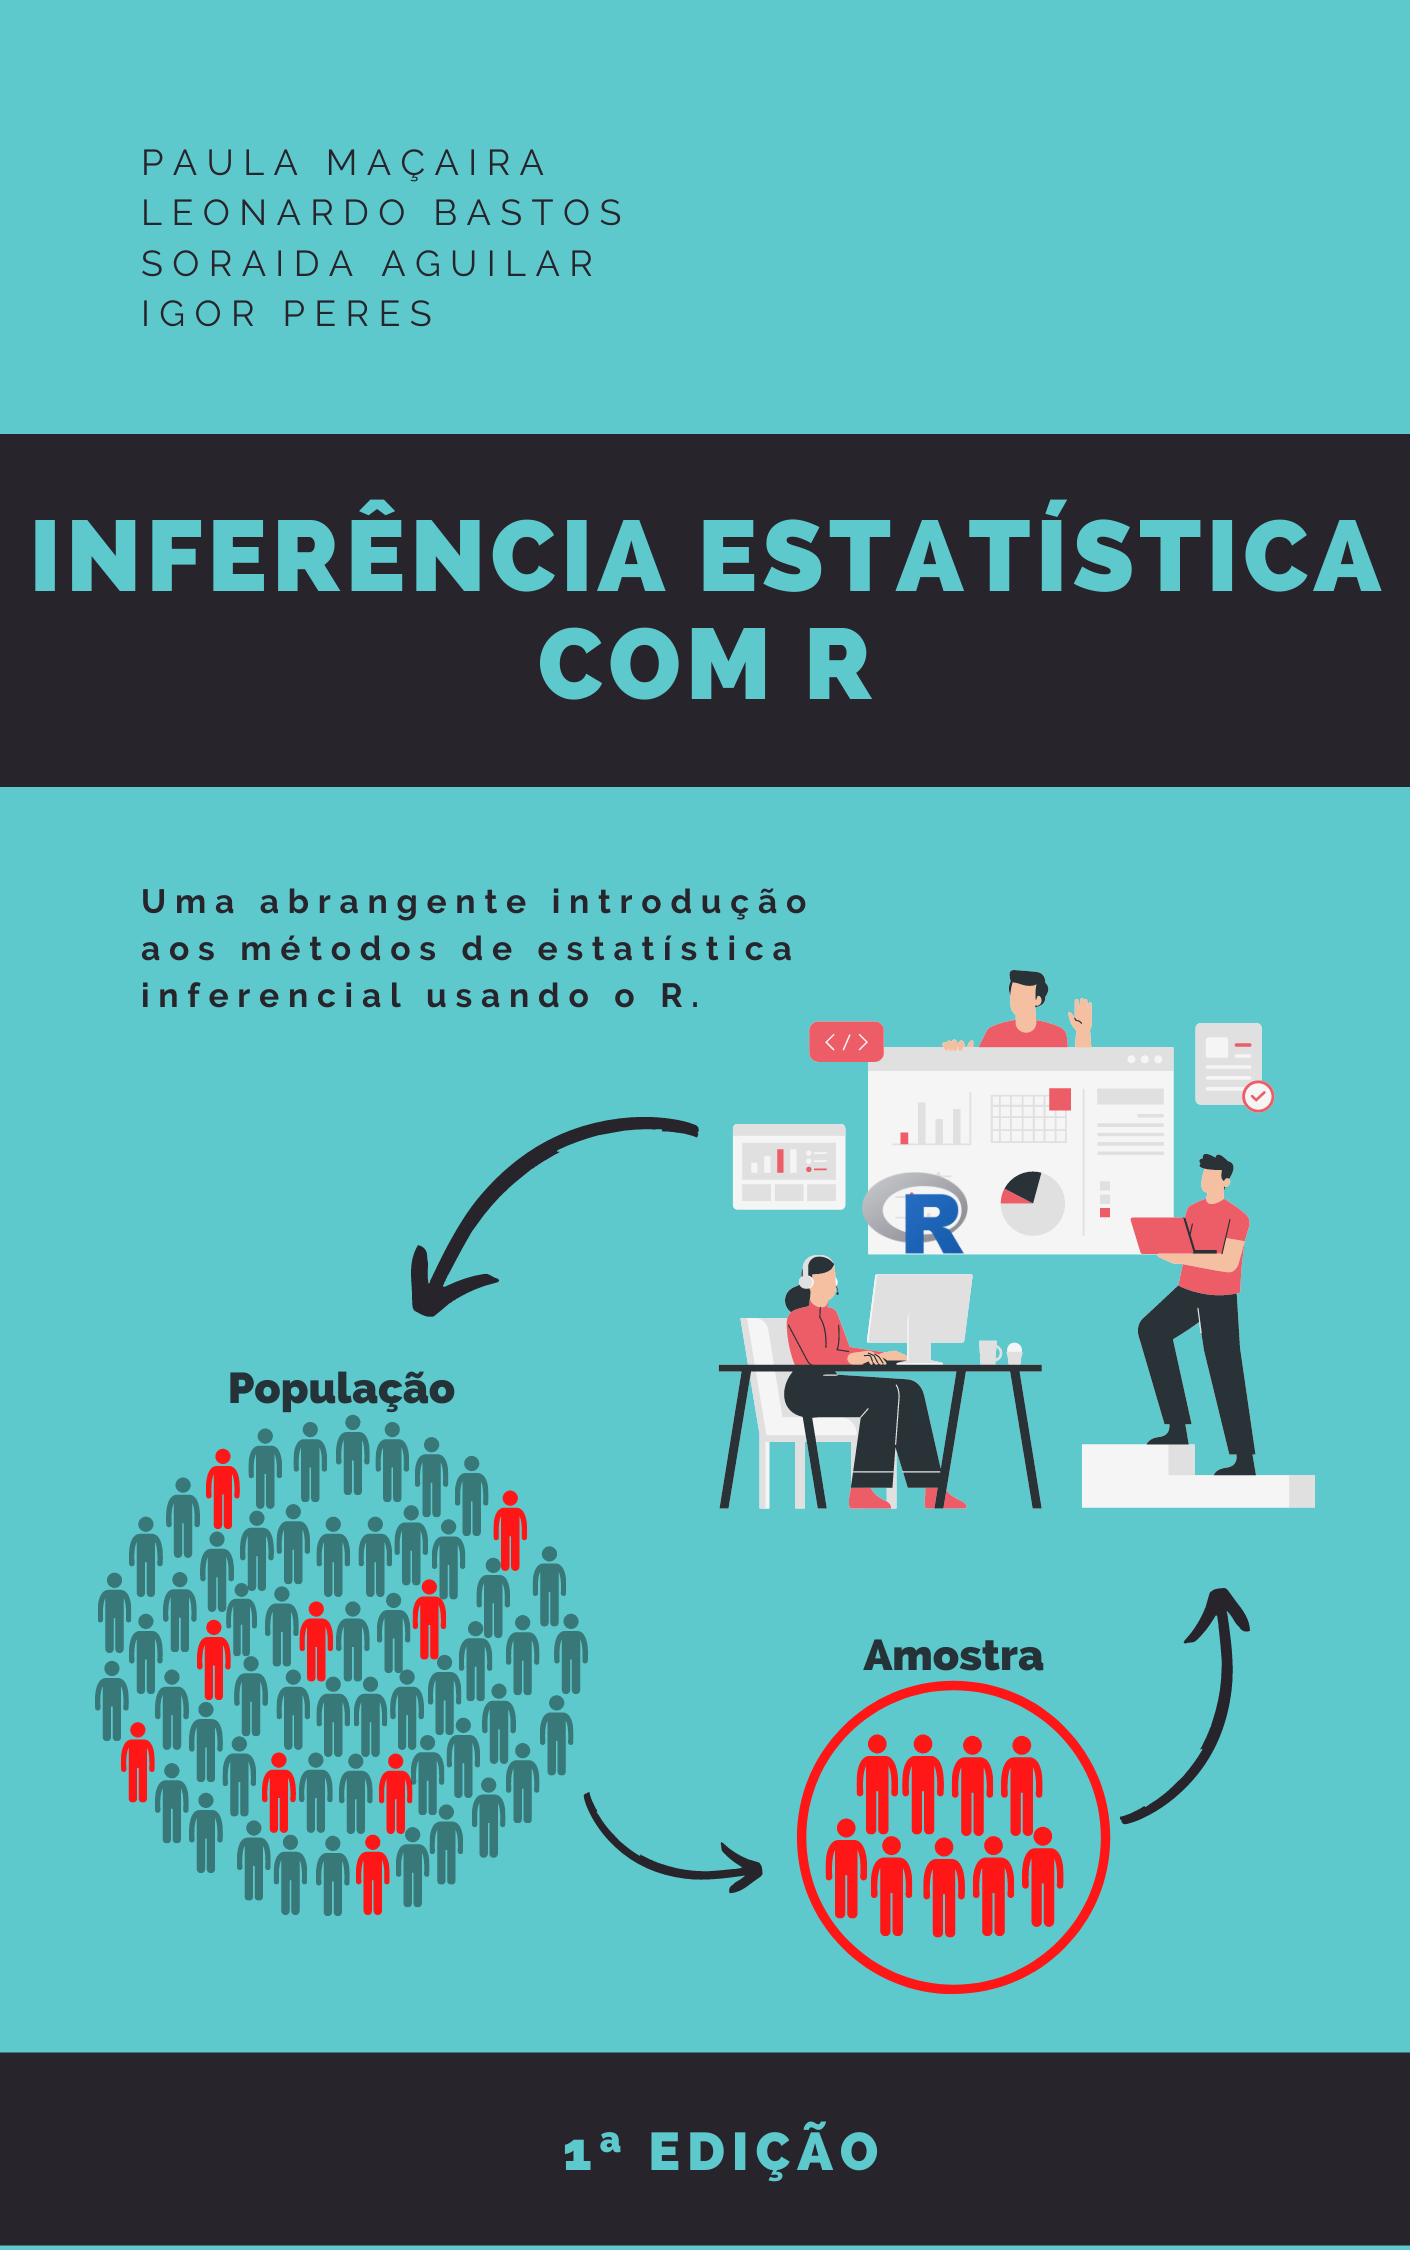 PAULA MAÇAIRA
LEONARDO BASTOS
SORAIDA AGUILAR
IGOR PERES
INFERÊNCIA ESTATÍSTICA
COM R
Uma abrangente introdução
aos métodos de estatística
inferencial usando o R.
</>
R
População
Amostra
1ª EDIÇÃO